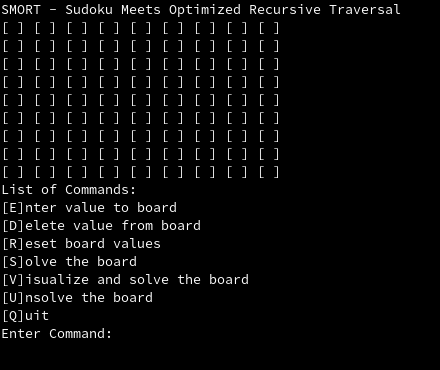 SMORT - Sudoku Meets Optimized Recursive Traversal
[ ] [ ] [ ] [ ] [ ] [ ] [ ] [ ] [ ]
[ ] [ ] [ ] [ ] [ ] [ ] [ ] [ ] [ ]
[ ] [ ] [ ] [ ] [ ] [ ] [ ] [ ] [ ]
[ ] [ ] [ ] [ ] [ ] [ ] [ ] [ ] [ ]
[ ] [ ] [ ] [ ] [ ] [ ] [ ] [ ] [ ]
[ ] [ ] [ ] [ ] [ ] [ ] [ ] [ ] [ ]
[ ] [ ] [ ] [ ] [ ] [ ] [ ] [ ] [ ]
[ ] [ ] [ ] [ ] [ ] [ ] [ ] [ ] [ ]
[ ] [ ] [ ] [ ] [ ] [ ] [ ] [ ] [ ]
List of Commands:
[E]nter value to board
[D]elete value from board
[R]eset board values
[S]olve the board
[V]isualize and solve the board
[U]nsolve the board
[Q]uit
Enter Command: